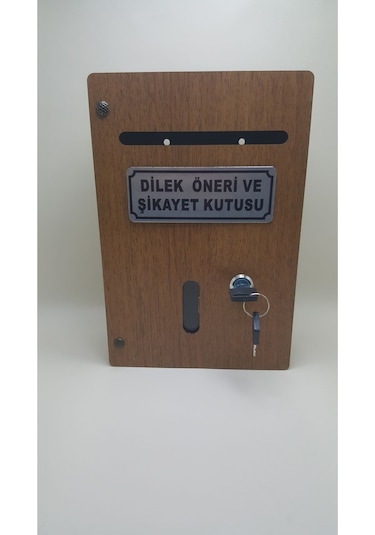 DİLEK ÖNERİ VE
ŞİKAYET KUTUSU